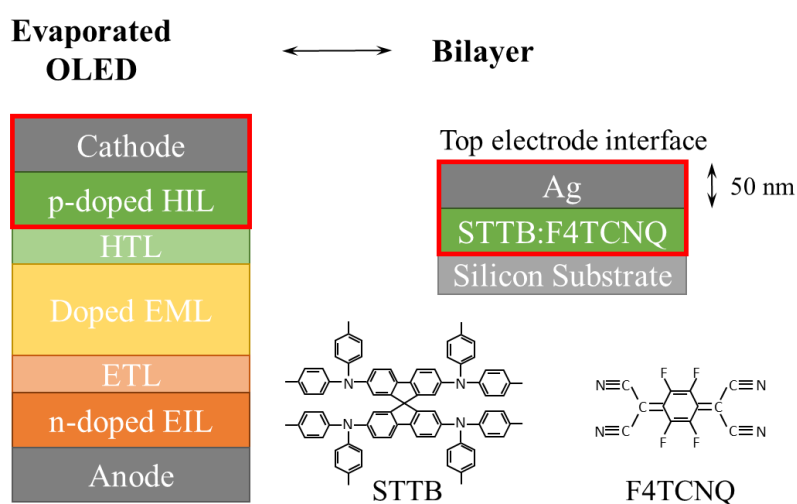 Evaporated
OLED
Bilayer
Cathode
p-doped HIL
HTL
Doped EML
ETL
n-doped EIL
Anode
Top electrode interface
Ag
50 nm
STTB:F4TCNQ
Silicon Substrate
N
N
N
N
STTB
N
C
F
F
C
N
N
C
F
F
C
N
F4TCNQ